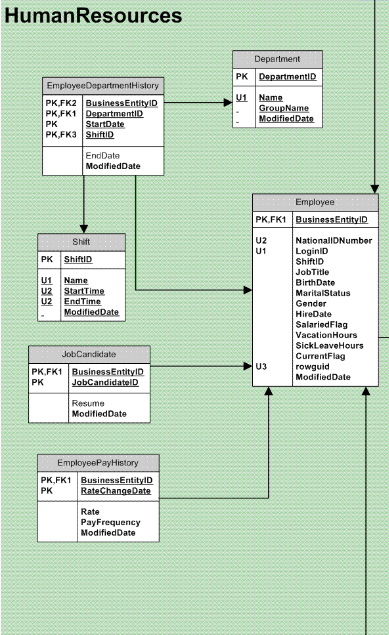 HumanResources
Department
PK DepartmentID
U1 Name
- GroupName
- ModifiedDate
EmployeeDepartmentHistory
PK,FK2 BusinessEntityID
PK,FK1 DepartmentID
PK StartDate
PK,FK3 ShiftID
EndDate
ModifiedDate
Employee
PK,FK1 BusinessEntityID
U2 NationalIDNumber
U1 LoginID
ShiftID
JobTitle
BirthDate
MaritalStatus
Gender
HireDate
SalariedFlag
VacationHours
SickLeaveHours
CurrentFlag
U3 rowguid
ModifiedDate
Shift
PK ShiftID
U1 Name
U2 StartTime
U2 EndTime
- ModifiedDate
JobCandidate
PK,FK1 BusinessEntityID
PK JobCandidateID
Resume
ModifiedDate
EmployeePayHistory
PK,FK1 BusinessEntityID
PK RateChangeDate
Rate
PayFrequency
ModifiedDate